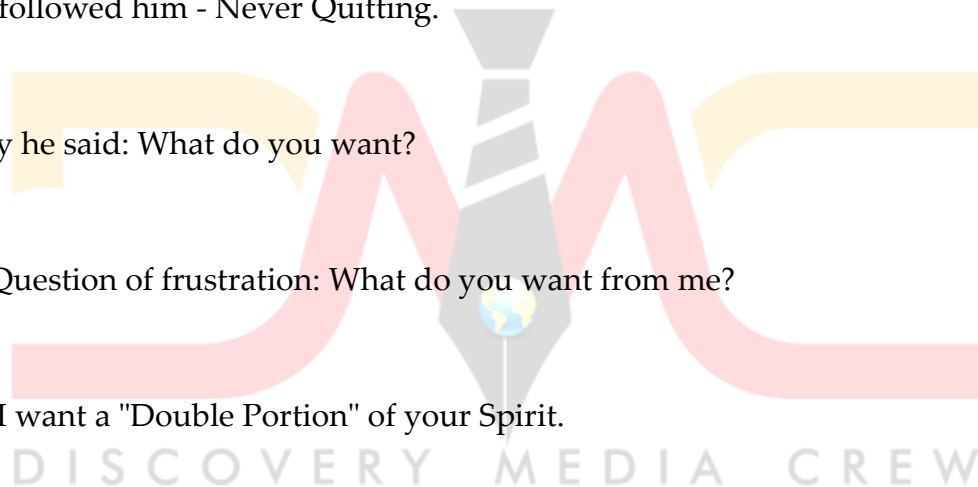 followed him - Never Quitting.
y he said: What do you want?
Question of frustration: What do you want from me?
I want a "Double Portion" of your Spirit.
DMC
DISCOVERY MEDIA CREW